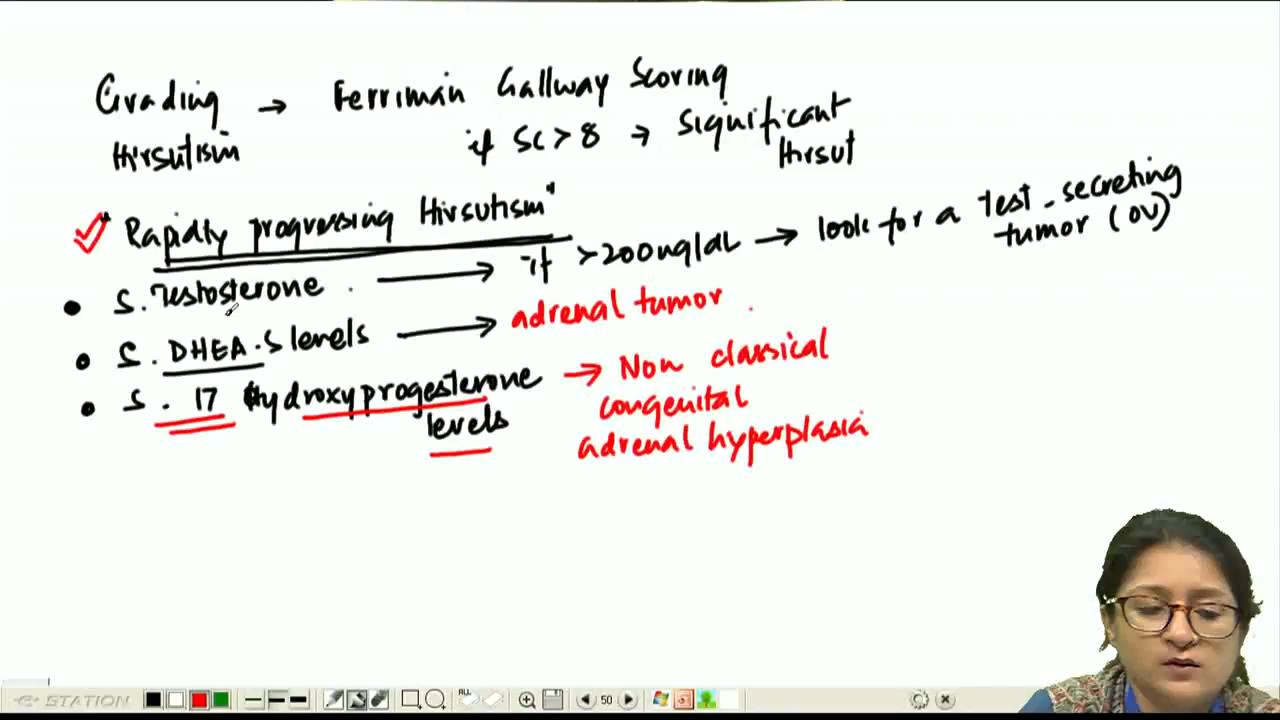 Grading → Ferriman Gallway Scoring
Hirsutism if SC > 8 → Significant Hirsut
"Rapidly progressing Hirsutism"
• S. Testosterone → if >200ng/dL → look for a Test. secreting tumor (OV)
• S. DHEA-S levels → adrenal tumor
• S. 17 Hydroxyprogesterone → Non classical
levels congenital
adrenal hyperplasia
STATION
ALL
50